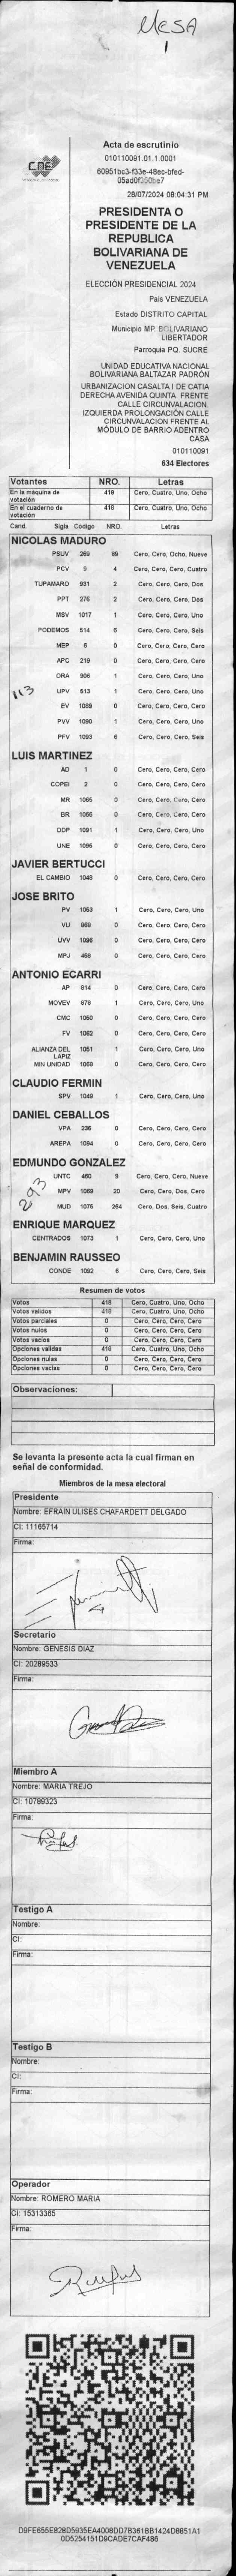 MESA
1
CNE
Acta de escrutinio
010110091.01.1.0001
60951bc3-f33e-48ec-bfed-
28/07/2024 08:04:31 PM
PRESIDENTA O
PRESIDENTE DE LA
REPUBLICA
BOLIVARIANA DE
VENEZUELA
ELECCIÓN PRESIDENCIAL 2024
País VENEZUELA
Estado DISTRITO CAPITAL
Municipio MP. BOLIVARIANO
LIBERTADOR
Parroquia PQ. SUCRE
UNIDAD EDUCATIVA NACIONAL
BOLIVARIANA BALTAZAR PADRÓN
URBANIZACION CASALTA I DE CATIA
DERECHA AVENIDA QUINTA. FRENTE
CALLE CIRCUNVALACION.
IZQUIERDA PROLONGACIÓN CALLE
CIRCUNVALACION FRENTE AL
MÓDULO DE BARRIO ADENTRO
CASA
010110091
634 Electores
Votantes NRO. Letras
En la máquina de votación 418 Cero, Cuatro, Uno, Ocho
En el cuaderno de votación 418 Cero, Cuatro, Uno, Ocho
Cand. Sigla Código NRO. Letras
NICOLAS MADURO
PSUV 269 89 Cero, Cero, Ocho, Nueve
PCV 9 4 Cero, Cero, Cero, Cuatro
TUPAMARO 931 2 Cero, Cero, Cero, Dos
PPT 276 2 Cero, Cero, Cero, Dos
MSV 1017 1 Cero, Cero, Cero, Uno
PODEMOS 514 6 Cero, Cero, Cero, Seis
MEP 6 0 Cero, Cero, Cero, Cero
APC 219 0 Cero, Cero, Cero, Cero
ORA 906 1 Cero, Cero, Cero, Uno
113
UPV 613 1 Cero, Cero, Cero, Uno
EV 1089 0 Cero, Cero, Cero, Cero
PVV 1090 1 Cero, Cero, Cero, Uno
PFV 1093 6 Cero, Cero, Cero, Seis
LUIS MARTINEZ
AD 1 0 Cero, Cero, Cero, Cero
COPEI 2 0 Cero, Cero, Cero, Cero
MR 1065 0 Cero, Cero, Cero, Cero
BR 1066 0 Cero, Cero, Cero, Cero
DDP 1091 1 Cero, Cero, Cero, Uno
UNE 1095 0 Cero, Cero, Cero, Cero
JAVIER BERTUCCI
EL CAMBIO 1048 0 Cero, Cero, Cero, Cero
JOSE BRITO
PV 1053 1 Cero, Cero, Cero, Uno
VU 869 0 Cero, Cero, Cero, Cero
UVV 1096 0 Cero, Cero, Cero, Cero
MPJ 458 0 Cero, Cero, Cero, Cero
ANTONIO ECARRI
AP 814 0 Cero, Cero, Cero, Cero
MOVEV 979 1 Cero, Cero, Cero, Uno
CMC 1050 0 Cero, Cero, Cero, Cero
FV 1062 0 Cero, Cero, Cero, Cero
ALIANZA DEL LAPIZ 1051 1 Cero, Cero, Cero, Uno
MIN UNIDAD 1068 0 Cero, Cero, Cero, Cero
CLAUDIO FERMIN
SPV 1049 1 Cero, Cero, Cero, Uno
DANIEL CEBALLOS
VPA 236 0 Cero, Cero, Cero, Cero
AREPA 1094 0 Cero, Cero, Cero, Cero
EDMUNDO GONZALEZ
293
UNTC 460 9 Cero, Cero, Cero, Nueve
MPV 1069 20 Cero, Cero, Dos, Cero
MUD 1075 264 Cero, Dos, Seis, Cuatro
ENRIQUE MARQUEZ
CENTRADOS 1073 1 Cero, Cero, Cero, Uno
BENJAMIN RAUSSEO
CONDE 1092 6 Cero, Cero, Cero, Seis
Resumen de votos
Votos 418 Cero, Cuatro, Uno, Ocho
Votos validos 418 Cero, Cuatro, Uno, Ocho
Votos parciales 0 Cero, Cero, Cero, Cero
Votos nulos 0 Cero, Cero, Cero, Cero
Votos vacios 0 Cero, Cero, Cero, Cero
Opciones validas 418 Cero, Cuatro, Uno, Ocho
Opciones nulas 0 Cero, Cero, Cero, Cero
Opciones vacias 0 Cero, Cero, Cero, Cero
Observaciones:
Se levanta la presente acta la cual firman en
señal de conformidad.
Miembros de la mesa electoral
Presidente
Nombre: EFRAIN ULISES CHAFARDETT DELGADO
CI: 11165714
Firma:
Secretario
Nombre: GENESIS DIAZ
CI: 20289533
Firma:
Miembro A
Nombre: MARIA TREJO
CI: 10789323
Firma:
Testigo A
Nombre:
CI:
Firma:
Testigo B
Nombre:
CI:
Firma:
Operador
Nombre: ROMERO MARIA
CI: 15313365
Firma:
D9FE655E828D5935EA4008DD7B361BB1424D8851A1
0D5254151D9CADE7CAF486